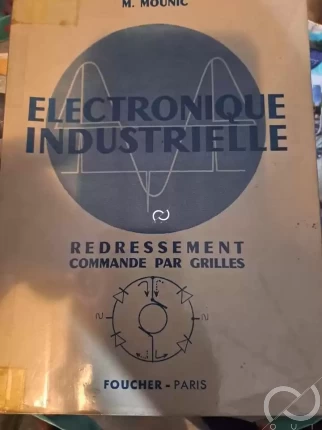 M. MOUNIC
ELECTRONIQUE
INDUSTRIELLE
REDRESSEMENT
COMMANDE PAR GRILLES
FOUCHER - PARIS